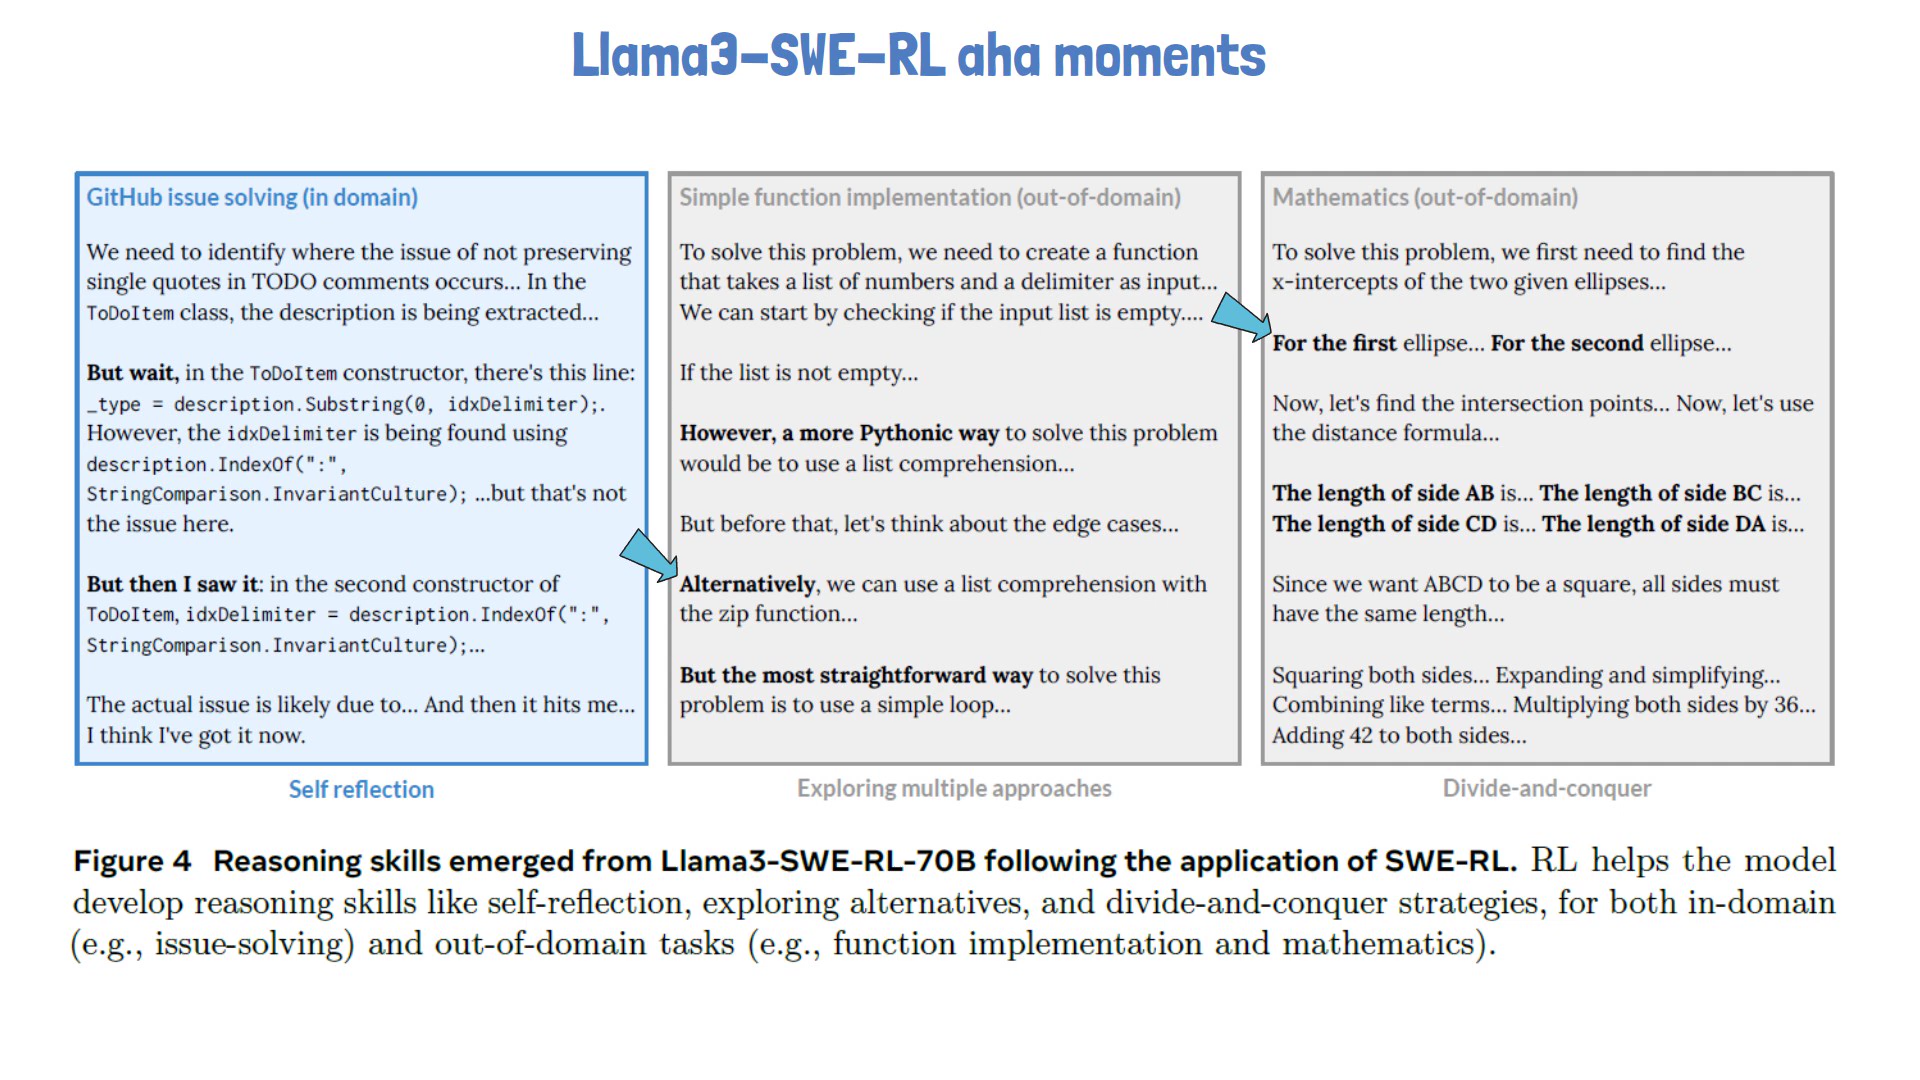 Llama3-SWE-RL aha moments
GitHub issue solving (in domain)
We need to identify where the issue of not preserving
single quotes in TODO comments occurs... In the
ToDoItem class, the description is being extracted...
But wait, in the ToDoItem constructor, there's this line:
_type = description.Substring(0, idxDelimiter);.
However, the idxDelimiter is being found using
description.IndexOf(":",
StringComparison.InvariantCulture); ...but that's not
the issue here.
But then I saw it: in the second constructor of
ToDoItem, idxDelimiter = description.IndexOf(":",
StringComparison.InvariantCulture);...
The actual issue is likely due to... And then it hits me...
I think I've got it now.
Self reflection
Simple function implementation (out-of-domain)
To solve this problem, we need to create a function
that takes a list of numbers and a delimiter as input...
We can start by checking if the input list is empty....
If the list is not empty...
However, a more Pythonic way to solve this problem
would be to use a list comprehension...
But before that, let's think about the edge cases...
Alternatively, we can use a list comprehension with
the zip function...
But the most straightforward way to solve this
problem is to use a simple loop...
Exploring multiple approaches
Mathematics (out-of-domain)
To solve this problem, we first need to find the
x-intercepts of the two given ellipses...
For the first ellipse... For the second ellipse...
Now, let's find the intersection points... Now, let's use
the distance formula...
The length of side AB is... The length of side BC is...
The length of side CD is... The length of side DA is...
Since we want ABCD to be a square, all sides must
have the same length...
Squaring both sides... Expanding and simplifying...
Combining like terms... Multiplying both sides by 36...
Adding 42 to both sides...
Divide-and-conquer
Figure 4 Reasoning skills emerged from Llama3-SWE-RL-70B following the application of SWE-RL. RL helps the model
develop reasoning skills like self-reflection, exploring alternatives, and divide-and-conquer strategies, for both in-domain
(e.g., issue-solving) and out-of-domain tasks (e.g., function implementation and mathematics).